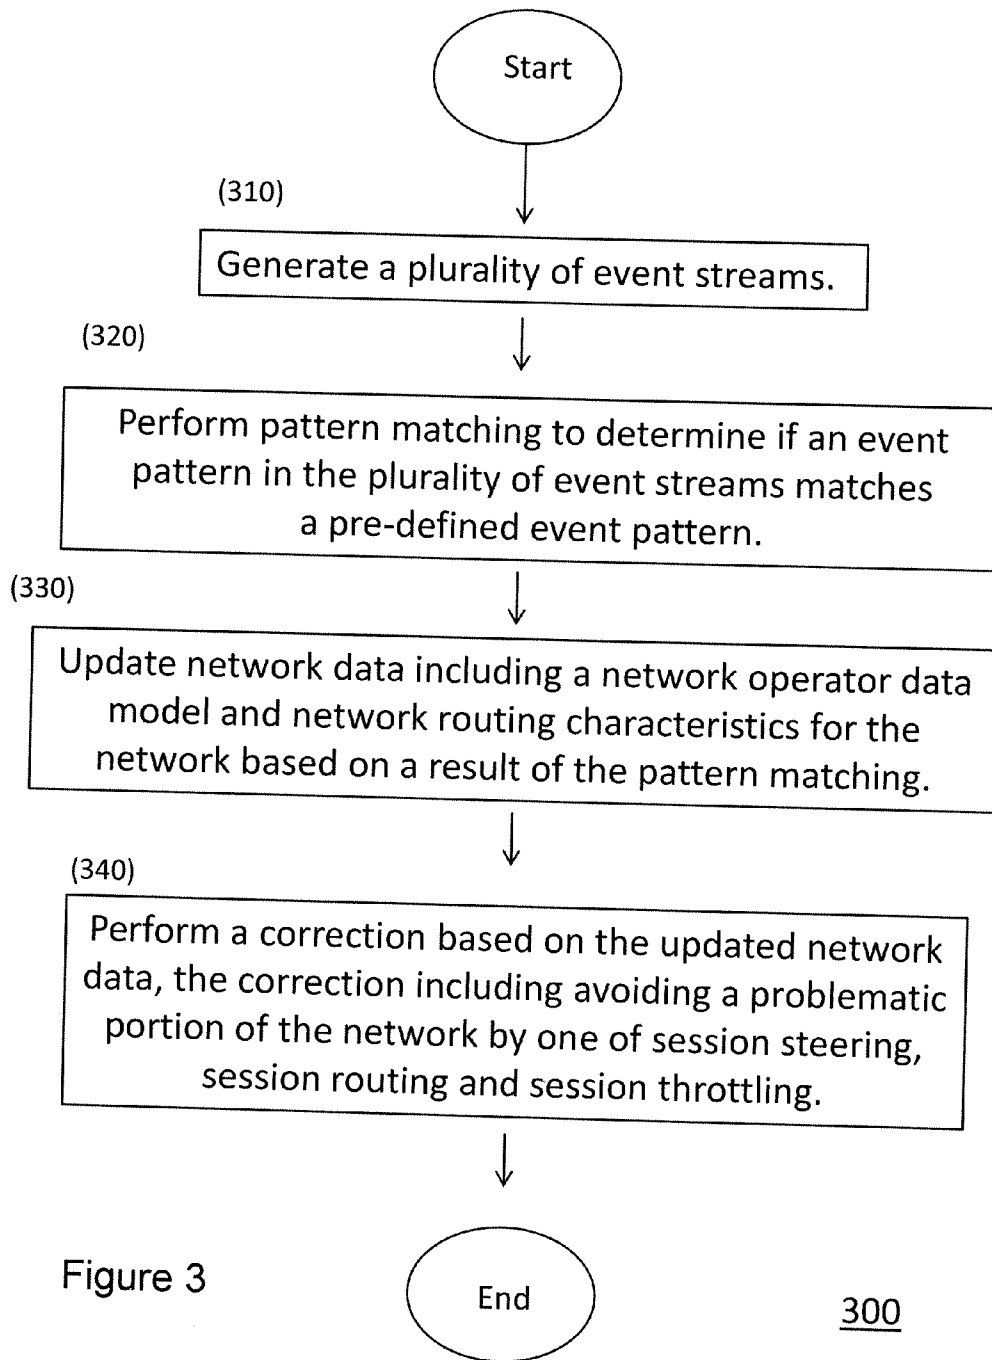 Start
(310)
Generate a plurality of event streams.
(320)
Perform pattern matching to determine if an event
pattern in the plurality of event streams matches
a pre-defined event pattern.
(330)
Update network data including a network operator data
model and network routing characteristics for the
network based on a result of the pattern matching.
(340)
Perform a correction based on the updated network
data, the correction including avoiding a problematic
portion of the network by one of session steering,
session routing and session throttling.
Figure 3
End
300